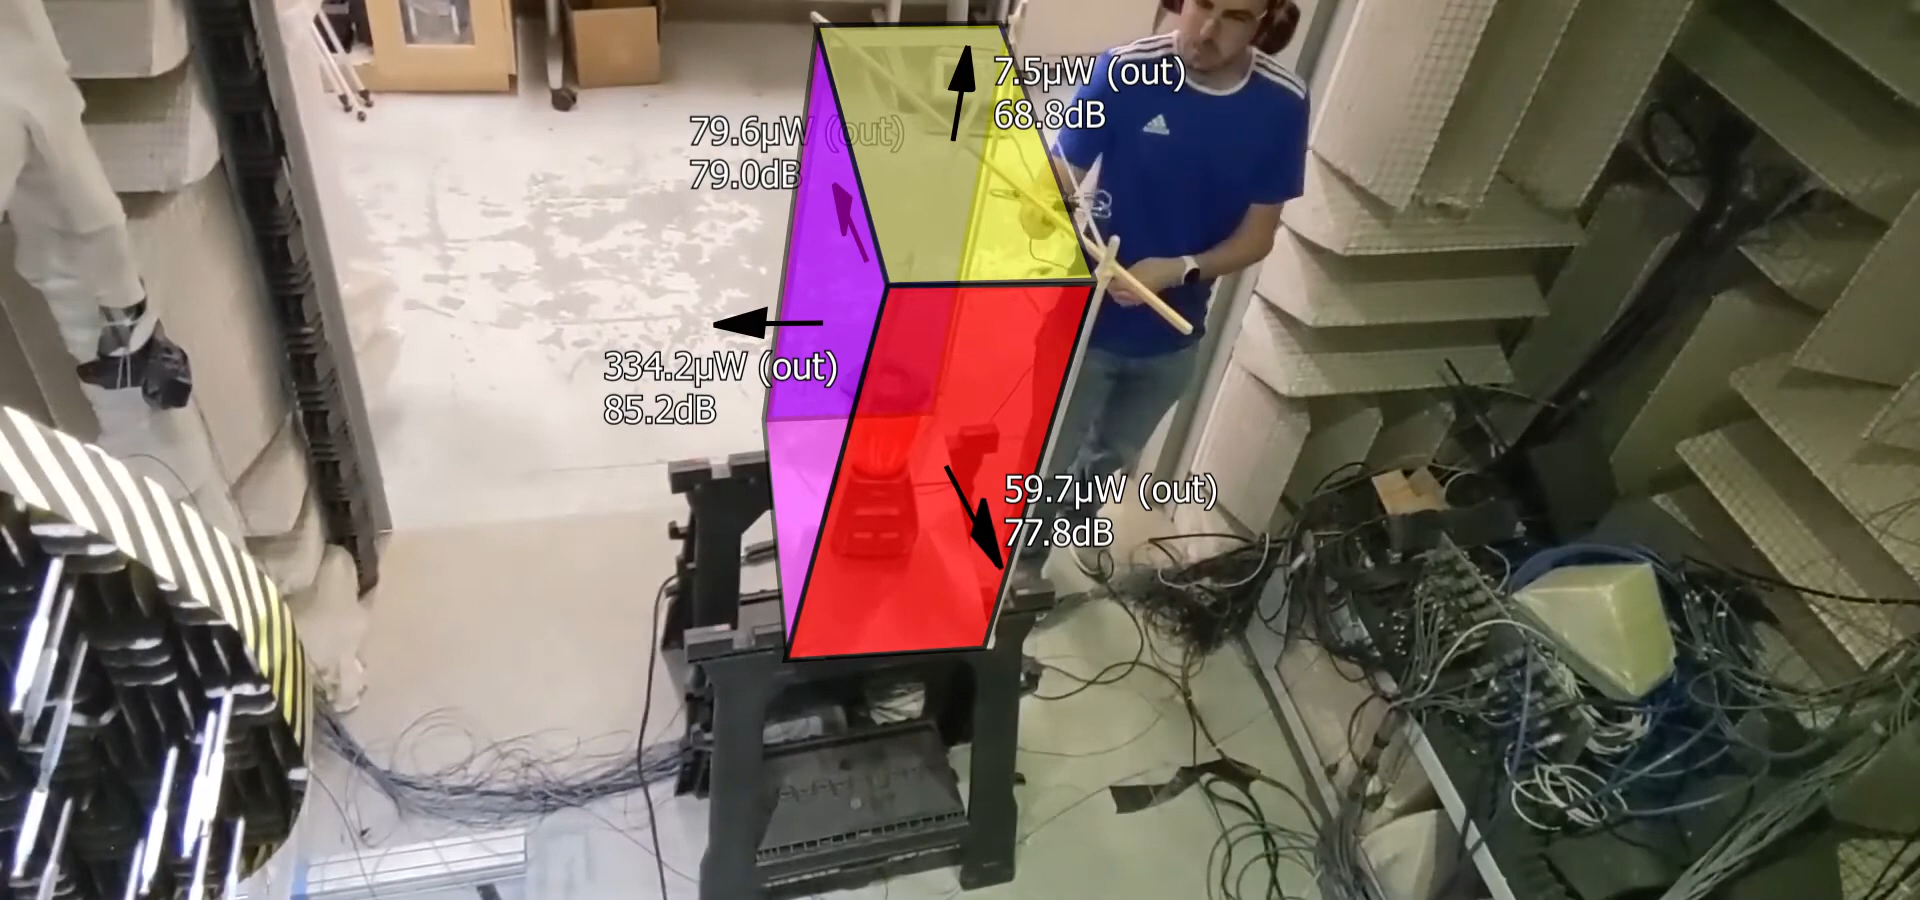 7.5µW (out)
68.8dB
79.6µW (out)
79.0dB
334.2µW (out)
85.2dB
59.7µW (out)
77.8dB